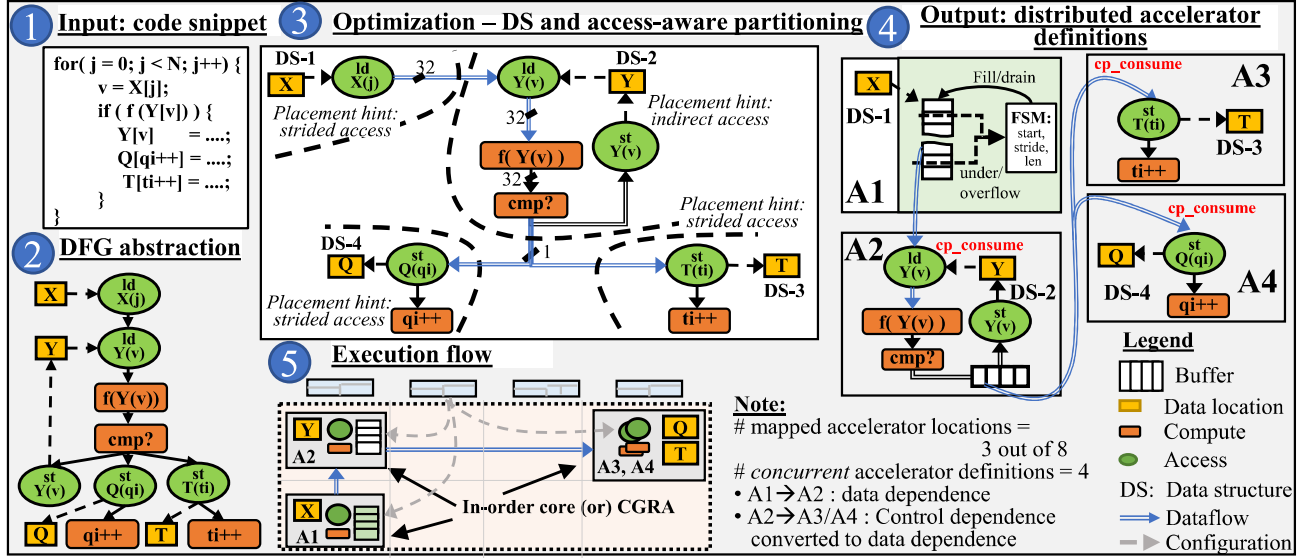 1 Input: code snippet
for( j = 0; j < N; j++) {
v = X[j];
if ( f (Y[v]) ) {
Y[v] = ....;
Q[qi++] = ....;
T[ti++] = ....;
}
}
2 DFG abstraction
X
ld X(j)
Y
ld Y(v)
f(Y(v))
cmp?
st Y(v)
st Q(qi)
st T(ti)
Q
qi++
T
ti++
3 Optimization – DS and access-aware partitioning
DS-1
X
ld X(j)
32
ld Y(v)
DS-2
Y
Placement hint:
strided access
32
Placement hint:
indirect access
st Y(v)
f( Y(v) )
32
cmp?
Placement hint:
strided access
1
DS-4
Q
st Q(qi)
st T(ti)
T
DS-3
Placement hint:
strided access
qi++
ti++
4 Output: distributed accelerator
definitions
X
DS-1
A1
Fill/drain
FSM:
start,
stride,
len
under/
overflow
cp_consume
A3
st T(ti)
T
DS-3
ti++
A2
ld Y(v)
cp_consume
Y
DS-2
f( Y(v) )
st Y(v)
cmp?
cp_consume
st Q(qi)
Q
DS-4
qi++
A4
5 Execution flow
Y
A2
Q
T
A3, A4
X
A1
In-order core (or) CGRA
Note:
# mapped accelerator locations =
3 out of 8
# concurrent accelerator definitions = 4
• A1→A2 : data dependence
• A2→A3/A4 : Control dependence
converted to data dependence
Legend
Buffer
Data location
Compute
Access
DS: Data structure
Dataflow
Configuration